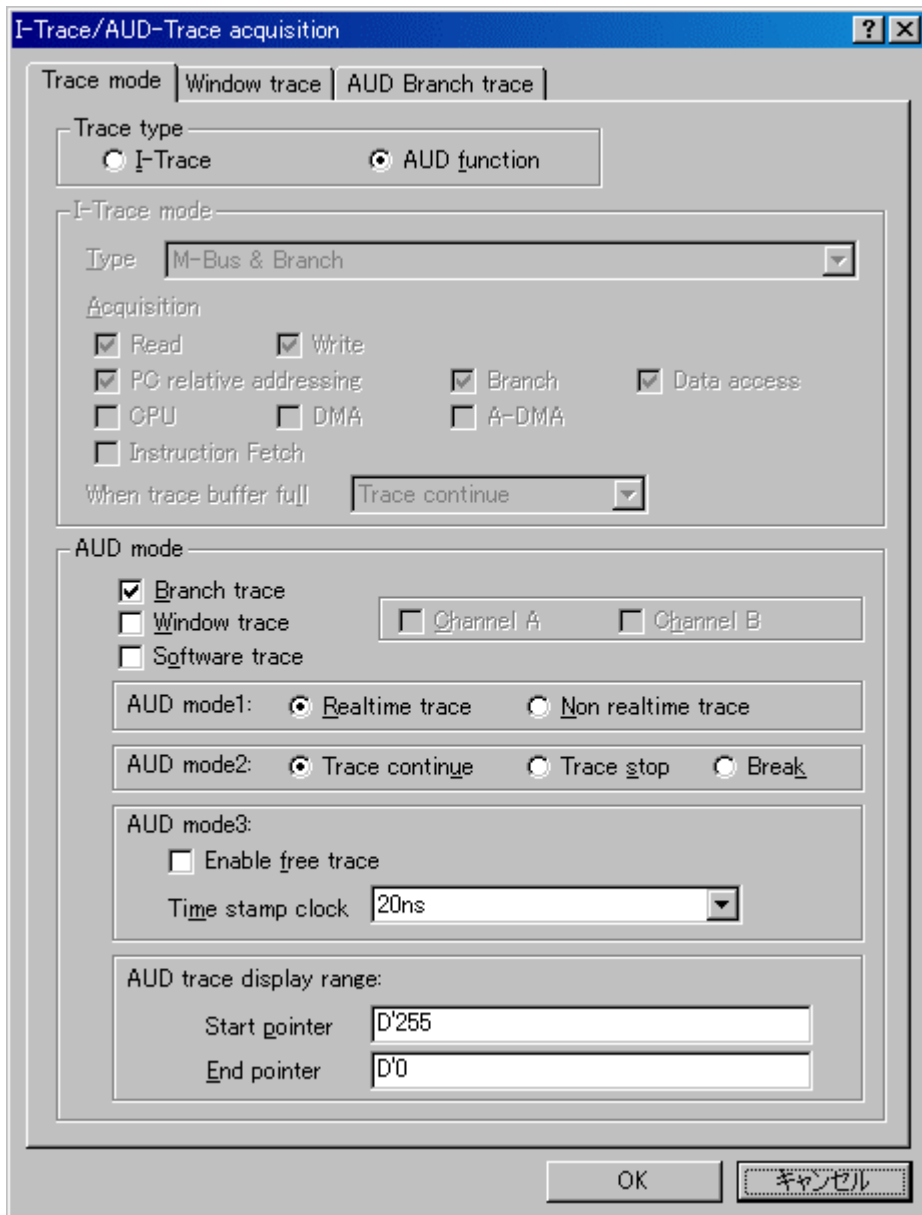 I-Trace/AUD-Trace acquisition
Trace mode Window trace AUD Branch trace
Trace type
I-Trace AUD function
I-Trace mode
Type M-Bus & Branch
Acquisition
Read Write
PC relative addressing Branch Data access
CPU DMA A-DMA
Instruction Fetch
When trace buffer full Trace continue
AUD mode
Branch trace
Window trace Channel A Channel B
Software trace
AUD mode1: Realtime trace Non realtime trace
AUD mode2: Trace continue Trace stop Break
AUD mode3:
Enable free trace
Time stamp clock 20ns
AUD trace display range:
Start pointer D'255
End pointer D'0
OK キャンセル